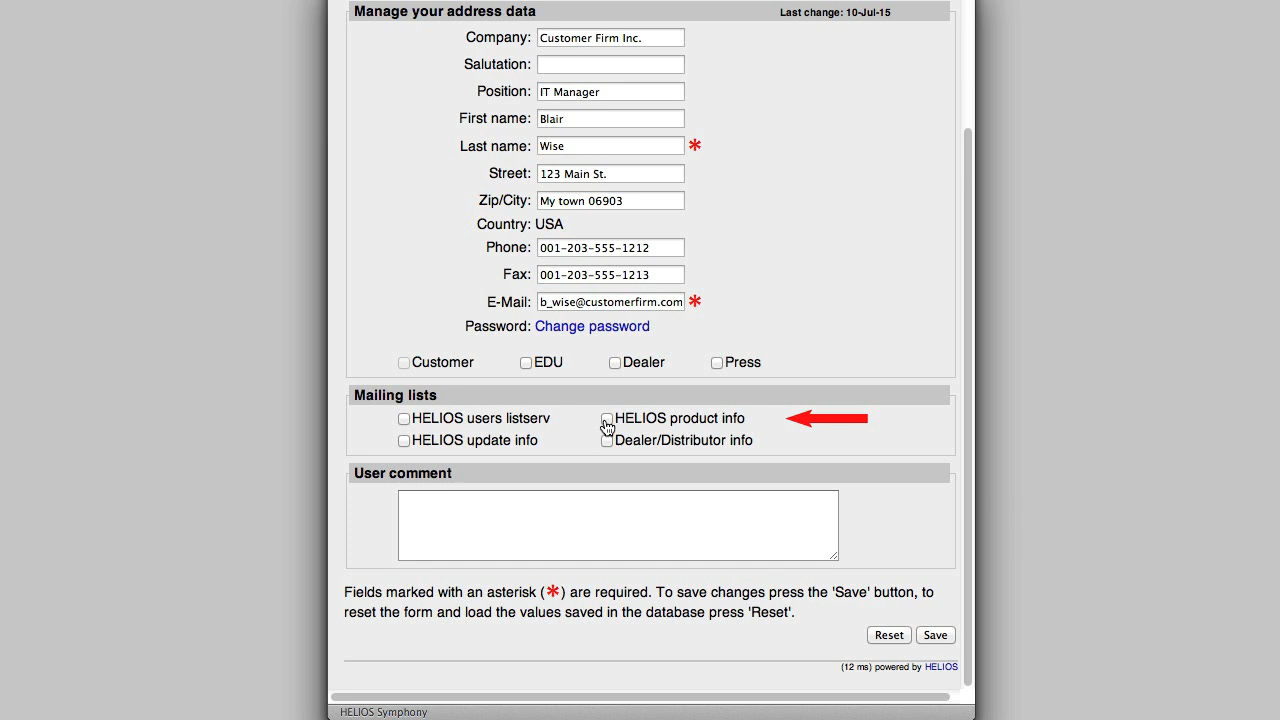 Manage your address data Last change: 10-Jul-15
Company: Customer Firm Inc.
Salutation:
Position: IT Manager
First name: Blair
Last name: Wise *
Street: 123 Main St.
Zip/City: My town 06903
Country: USA
Phone: 001-203-555-1212
Fax: 001-203-555-1213
E-Mail: b_wise@customerfirm.com *
Password: Change password
Customer EDU Dealer Press
Mailing lists
HELIOS users listserv HELIOS product info
HELIOS update info Dealer/Distributor info
User comment
Fields marked with an asterisk (*) are required. To save changes press the 'Save' button, to
reset the form and load the values saved in the database press 'Reset'.
Reset Save
(12 ms) powered by HELIOS
HELIOS Symphony